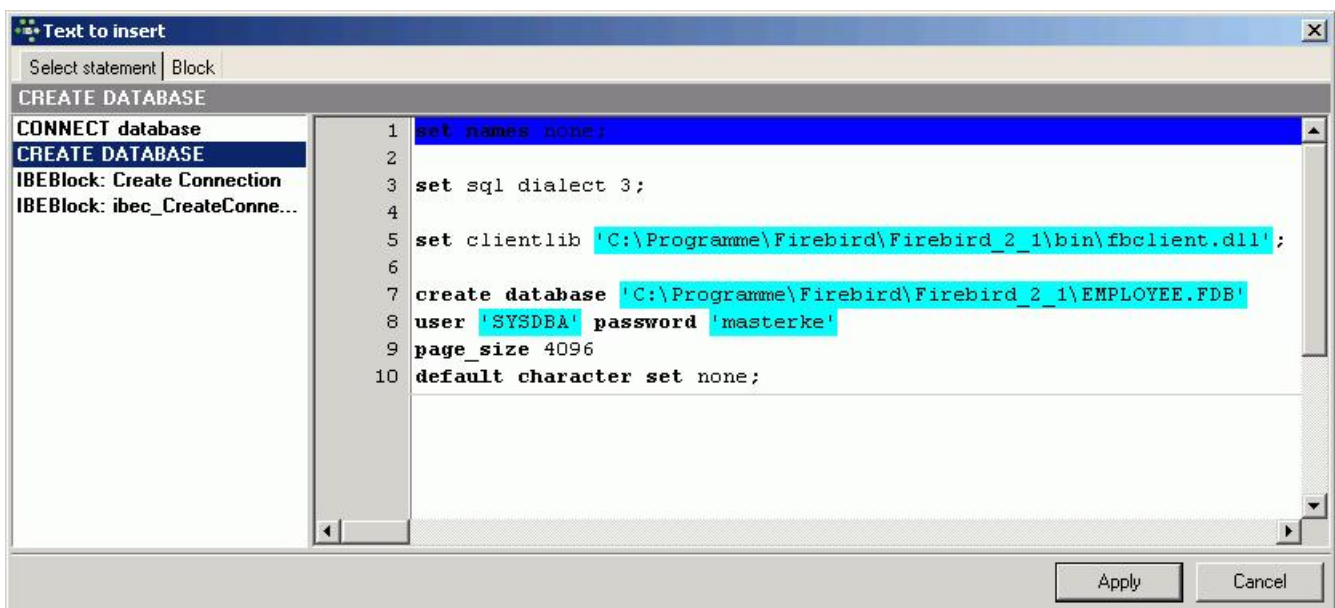 Text to insert
Select statement Block
CREATE DATABASE
CONNECT database
CREATE DATABASE
IBEBlock: Create Connection
IBEBlock: ibec_CreateConne...
1 set names none;
2
3 set sql dialect 3;
4
5 set clientlib 'C:\Programme\Firebird\Firebird_2_1\bin\fbclient.dll';
6
7 create database 'C:\Programme\Firebird\Firebird_2_1\EMPLOYEE.FDB'
8 user 'SYSDBA' password 'masterke'
9 page_size 4096
10 default character set none;
Apply Cancel